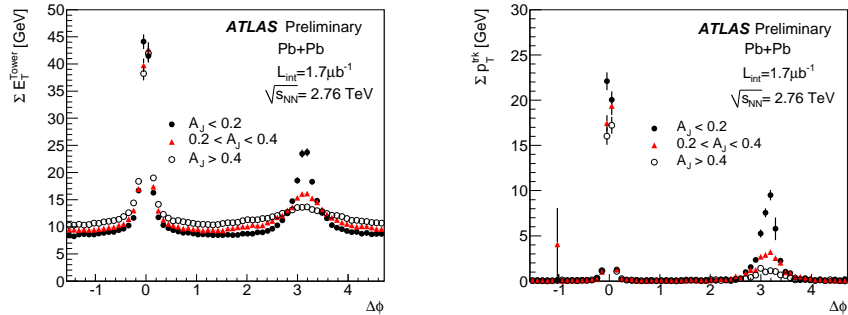 Σ E_T^Tower [GeV]
50
45
40
35
30
25
20
15
10
5
0
ATLAS Preliminary
Pb+Pb
L_int=1.7μb^-1
√s_NN= 2.76 TeV
A_J < 0.2
0.2 < A_J < 0.4
A_J > 0.4
-1 0 1 2 3 4
Δφ
Σ p_T^trk [GeV]
30
25
20
15
10
5
0
ATLAS Preliminary
Pb+Pb
L_int=1.7μb^-1
√s_NN= 2.76 TeV
A_J < 0.2
0.2 < A_J < 0.4
A_J > 0.4
-1 0 1 2 3 4
Δφ